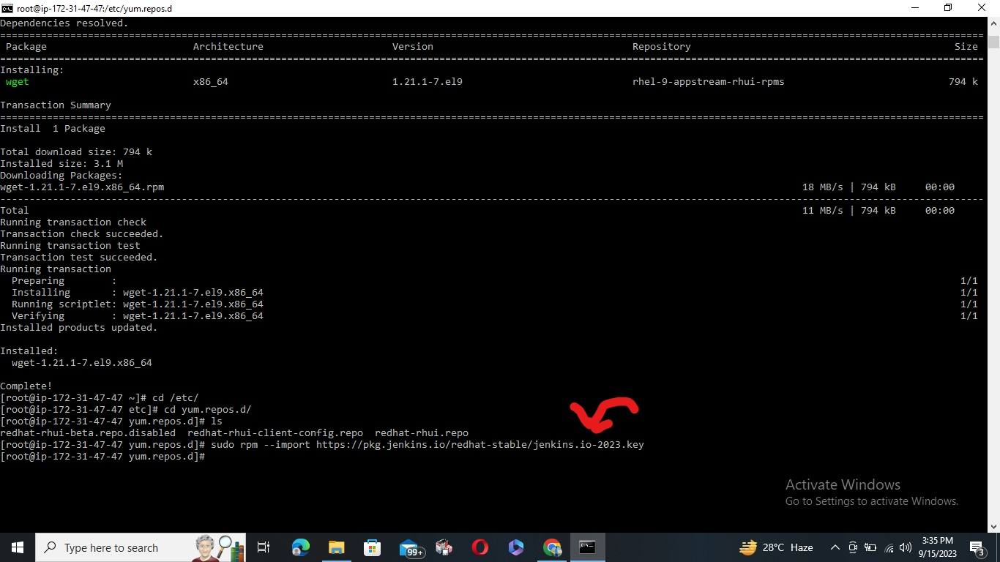 root@ip-172-31-47-47:/etc/yum.repos.d
Dependencies resolved.
================================================================================
Package Architecture Version Repository Size
================================================================================
Installing:
wget x86_64 1.21.1-7.el9 rhel-9-appstream-rhui-rpms 794 k
Transaction Summary
================================================================================
Install 1 Package
Total download size: 794 k
Installed size: 3.1 M
Downloading Packages:
wget-1.21.1-7.el9.x86_64.rpm 18 MB/s | 794 kB 00:00
--------------------------------------------------------------------------------
Total 11 MB/s | 794 kB 00:00
Running transaction check
Transaction check succeeded.
Running transaction test
Transaction test succeeded.
Running transaction
Preparing : 1/1
Installing : wget-1.21.1-7.el9.x86_64 1/1
Running scriptlet: wget-1.21.1-7.el9.x86_64 1/1
Verifying : wget-1.21.1-7.el9.x86_64 1/1
Installed products updated.
Installed:
wget-1.21.1-7.el9.x86_64
Complete!
[root@ip-172-31-47-47 ~]# cd /etc/
[root@ip-172-31-47-47 etc]# cd yum.repos.d/
[root@ip-172-31-47-47 yum.repos.d]# ls
redhat-rhui-beta.repo.disabled redhat-rhui-client-config.repo redhat-rhui.repo
[root@ip-172-31-47-47 yum.repos.d]# sudo rpm --import https://pkg.jenkins.io/redhat-stable/jenkins.io-2023.key
[root@ip-172-31-47-47 yum.repos.d]#
Activate Windows
Go to Settings to activate Windows.
Type here to search
99+
28°C Haze
3:35 PM
9/15/2023
3